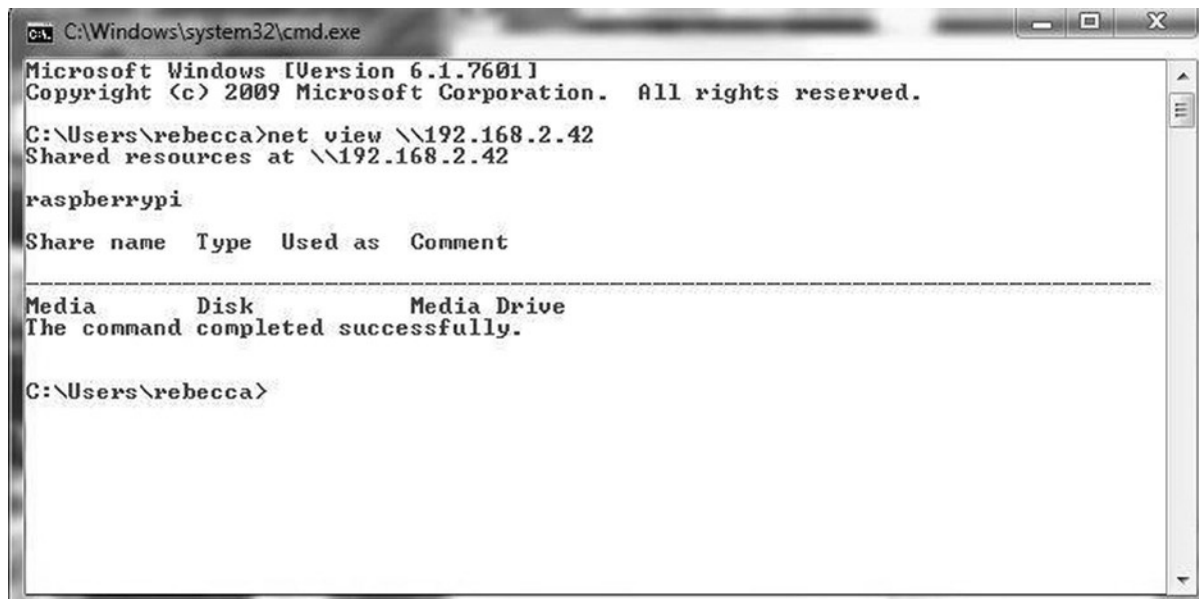 C:\Windows\system32\cmd.exe
Microsoft Windows [Version 6.1.7601]
Copyright (c) 2009 Microsoft Corporation.  All rights reserved.
C:\Users\rebecca>net view \\192.168.2.42
Shared resources at \\192.168.2.42
raspberrypi
Share name  Type  Used as  Comment
-------------------------------------------------------------------------------
Media       Disk           Media Drive
The command completed successfully.
C:\Users\rebecca>